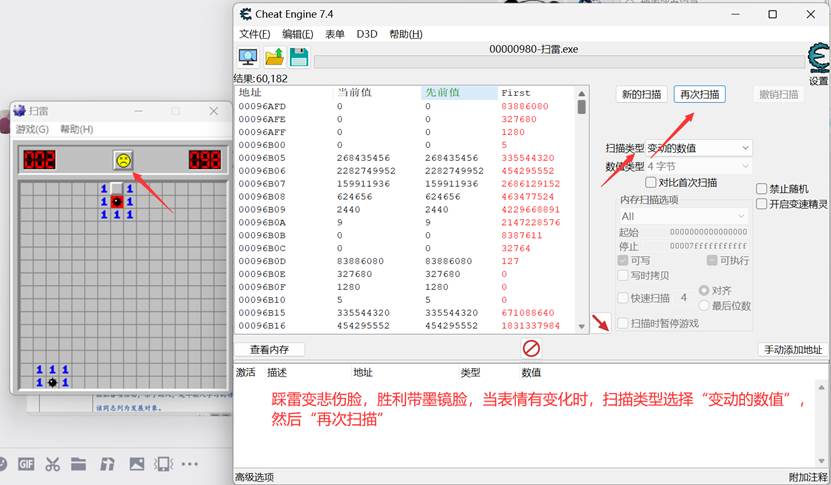 Cheat Engine 7.4
文件(F) 编辑(E) 表单 D3D 帮助(H)
00000980-扫雷.exe
设置
结果:60,182
地址 当前值 先前值 First
00096AFD 0 0 83886080
00096AFE 0 0 327680
00096AFF 0 0 1280
00096B00 0 0 5
00096B05 268435456 268435456 335544320
00096B06 2282749952 2282749952 454295552
00096B07 159911936 159911936 2686129152
00096B08 624656 624656 463477524
00096B09 2440 2440 4229668891
00096B0A 9 9 2147228576
00096B0B 0 0 8387611
00096B0C 0 0 32764
00096B0D 83886080 83886080 127
00096B0E 327680 327680 0
00096B0F 1280 1280 0
00096B10 5 5 0
00096B15 335544320 335544320 671088640
00096B16 454295552 454295552 1831337984
新的扫描 再次扫描 撤销扫描
扫描类型 变动的数值
数值类型 4 字节
对比首次扫描
内存扫描选项
All
起始 0000000000000000
停止 00007fffffffffff
可写 可执行
写时拷贝
快速扫描 4 对齐
最后位数
扫描时暂停游戏
禁止随机
开启变速精灵
查看内存 手动添加地址
激活 描述 地址 类型 数值
踩雷变悲伤脸，胜利带墨镜脸，当表情有变化时，扫描类型选择“变动的数值”，
然后“再次扫描”
高级选项 附加注释
扫雷
游戏(G) 帮助(H)
002 098
1 1
1 1
1 1 1
1 1 1
1 1
该同志列为发展对象。
GIF